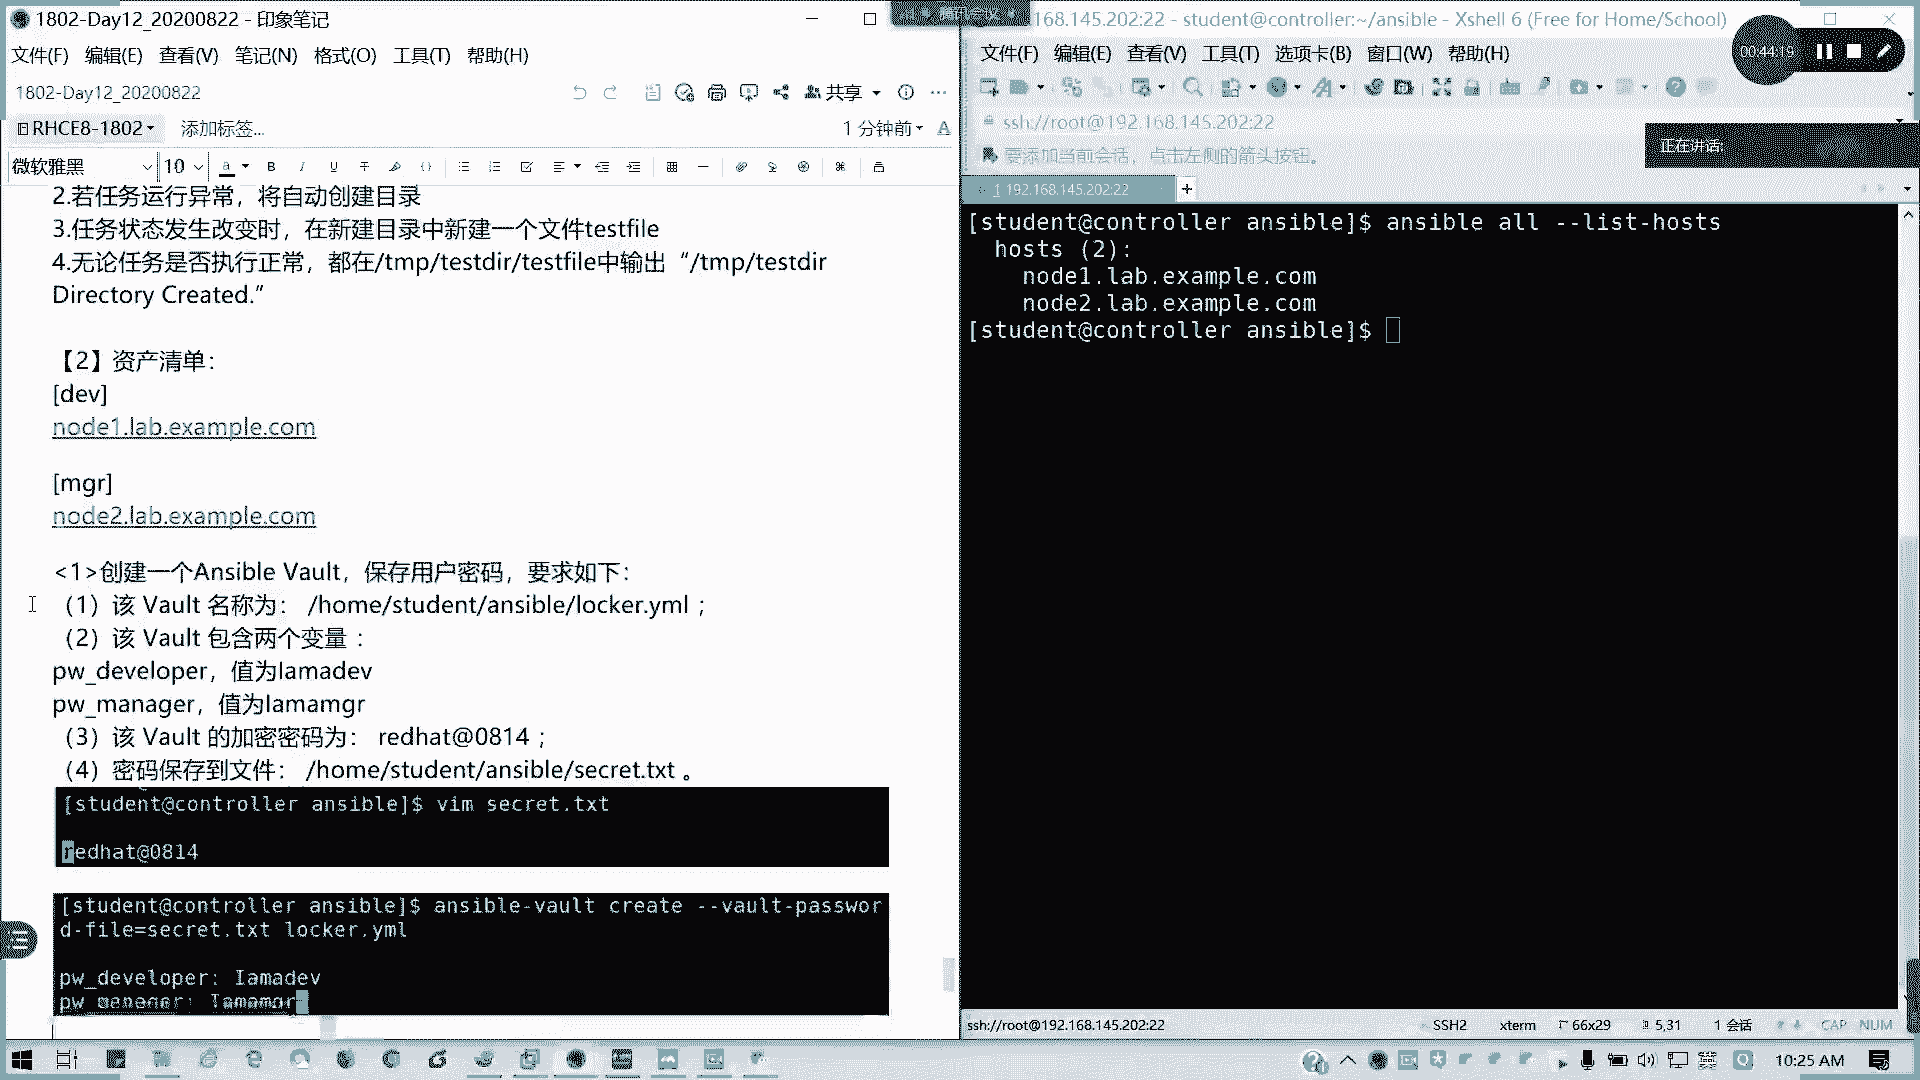 1802-Day12_20200822 - 印象笔记
文件(F) 编辑(E) 查看(V) 笔记(N) 格式(O) 工具(T) 帮助(H)
1802-Day12_20200822
共享
RHCE8-1802
添加标签...
1 分钟前
微软雅黑 10
2.若任务运行异常，将自动创建目录
3.任务状态发生改变时，在新建目录中新建一个文件testfile
4.无论任务是否执行正常，都在/tmp/testdir/testfile中输出“/tmp/testdir
Directory Created.”
【2】资产清单：
[dev]
node1.lab.example.com
[mgr]
node2.lab.example.com
<1>创建一个Ansible Vault，保存用户密码，要求如下：
（1）该 Vault 名称为： /home/student/ansible/locker.yml ；
（2）该 Vault 包含两个变量 ：
pw_developer，值为Iamadev
pw_manager，值为Iamamgr
（3）该 Vault 的加密密码为： redhat@0814 ；
（4）密码保存到文件： /home/student/ansible/secret.txt 。
[student@controller ansible]$ vim secret.txt
redhat@0814
[student@controller ansible]$ ansible-vault create --vault-passwor
d-file=secret.txt locker.yml
pw_developer: Iamadev
pw_manager: Iamamgr
腾讯会议
168.145.202:22 - student@controller:~/ansible - Xshell 6 (Free for Home/School)
文件(F) 编辑(E) 查看(V) 工具(T) 选项卡(B) 窗口(W) 帮助(H)
00:44:19
ssh://root@192.168.145.202:22
正在讲话:
要添加当前会话，点击左侧的箭头按钮。
1 192.168.145.202:22
[student@controller ansible]$ ansible all --list-hosts
hosts (2):
node1.lab.example.com
node2.lab.example.com
[student@controller ansible]$
ssh://root@192.168.145.202:22
SSH2 xterm 66x29 5,31 1 会话 CAP NUM
10:25 AM